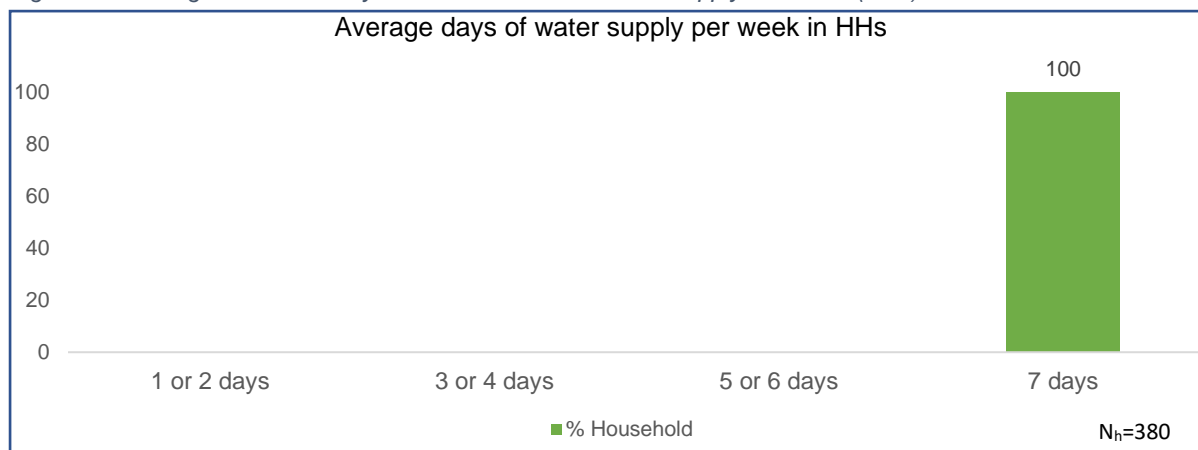 Average days of water supply per week in HHs
100
100
80
60
40
20
0
1 or 2 days
3 or 4 days
5 or 6 days
7 days
% Household
Nₕ=380